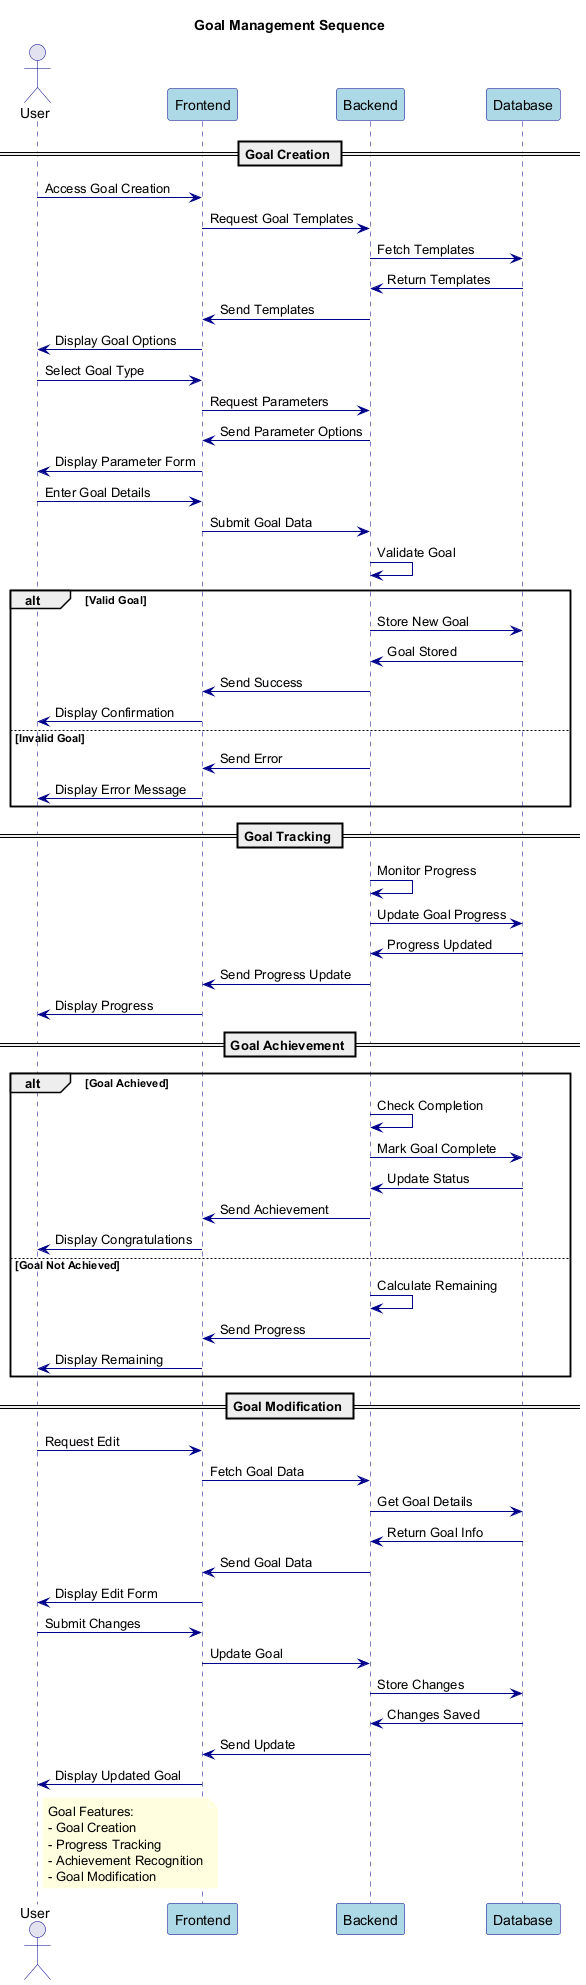 Goal Management Sequence
User
Frontend
Backend
Database
Goal Creation
Access Goal Creation
Request Goal Templates
Fetch Templates
Return Templates
Send Templates
Display Goal Options
Select Goal Type
Request Parameters
Send Parameter Options
Display Parameter Form
Enter Goal Details
Submit Goal Data
Validate Goal
alt [Valid Goal]
Store New Goal
Goal Stored
Send Success
Display Confirmation
[Invalid Goal]
Send Error
Display Error Message
Goal Tracking
Monitor Progress
Update Goal Progress
Progress Updated
Send Progress Update
Display Progress
Goal Achievement
alt [Goal Achieved]
Check Completion
Mark Goal Complete
Update Status
Send Achievement
Display Congratulations
[Goal Not Achieved]
Calculate Remaining
Send Progress
Display Remaining
Goal Modification
Request Edit
Fetch Goal Data
Get Goal Details
Return Goal Info
Send Goal Data
Display Edit Form
Submit Changes
Update Goal
Store Changes
Changes Saved
Send Update
Display Updated Goal
Goal Features:
- Goal Creation
- Progress Tracking
- Achievement Recognition
- Goal Modification
User
Frontend
Backend
Database